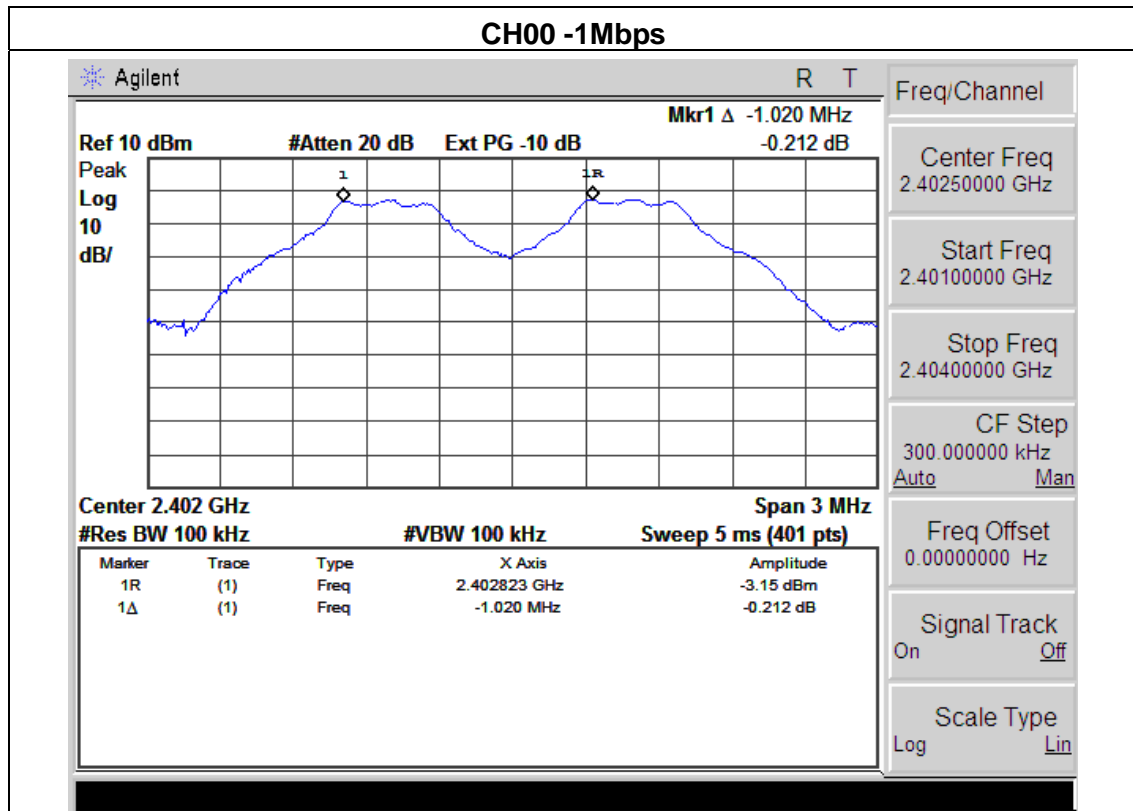 CH00 -1Mbps
Agilent R T
Mkr1 Δ -1.020 MHz
Ref 10 dBm #Atten 20 dB Ext PG -10 dB -0.212 dB
Peak
Log
10
dB/
1 1R
Center 2.402 GHz Span 3 MHz
#Res BW 100 kHz #VBW 100 kHz Sweep 5 ms (401 pts)
Marker Trace Type X Axis Amplitude
1R (1) Freq 2.402823 GHz -3.15 dBm
1Δ (1) Freq -1.020 MHz -0.212 dB
Freq/Channel
Center Freq
2.40250000 GHz
Start Freq
2.40100000 GHz
Stop Freq
2.40400000 GHz
CF Step
300.000000 kHz
Auto Man
Freq Offset
0.00000000 Hz
Signal Track
On Off
Scale Type
Log Lin